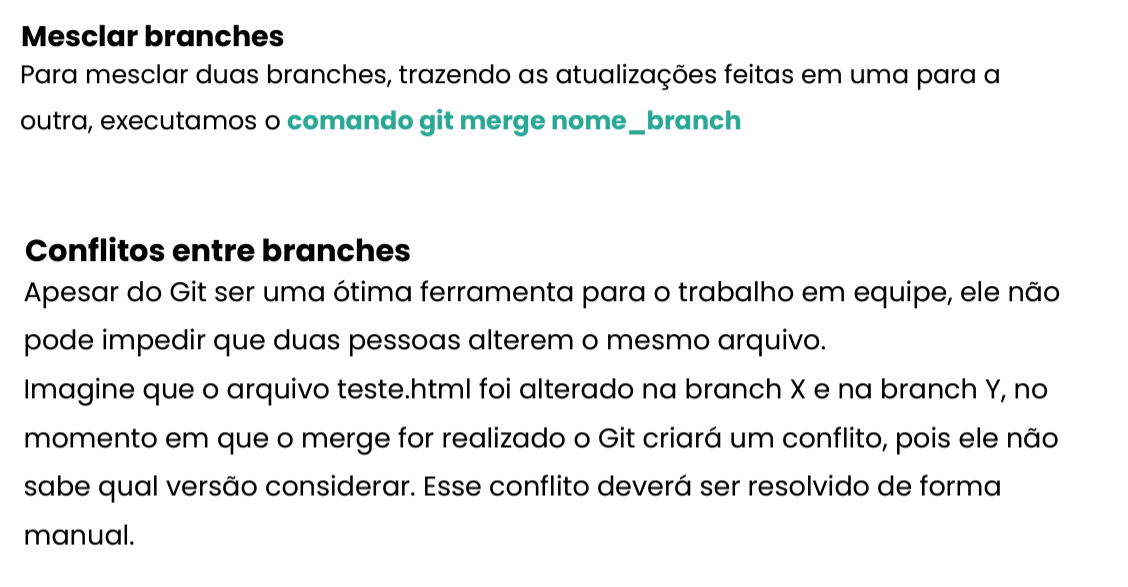 Mesclar branches
Para mesclar duas branches, trazendo as atualizações feitas em uma para a
outra, executamos o comando git merge nome_branch
Conflitos entre branches
Apesar do Git ser uma ótima ferramenta para o trabalho em equipe, ele não
pode impedir que duas pessoas alterem o mesmo arquivo.
Imagine que o arquivo teste.html foi alterado na branch X e na branch Y, no
momento em que o merge for realizado o Git criará um conflito, pois ele não
sabe qual versão considerar. Esse conflito deverá ser resolvido de forma
manual.